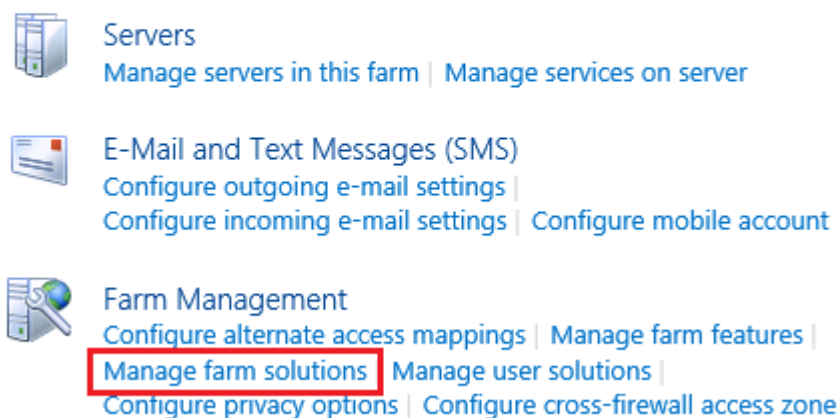 Servers
Manage servers in this farm | Manage services on server
E-Mail and Text Messages (SMS)
Configure outgoing e-mail settings |
Configure incoming e-mail settings | Configure mobile account
Farm Management
Configure alternate access mappings | Manage farm features |
Manage farm solutions | Manage user solutions |
Configure privacy options | Configure cross-firewall access zone